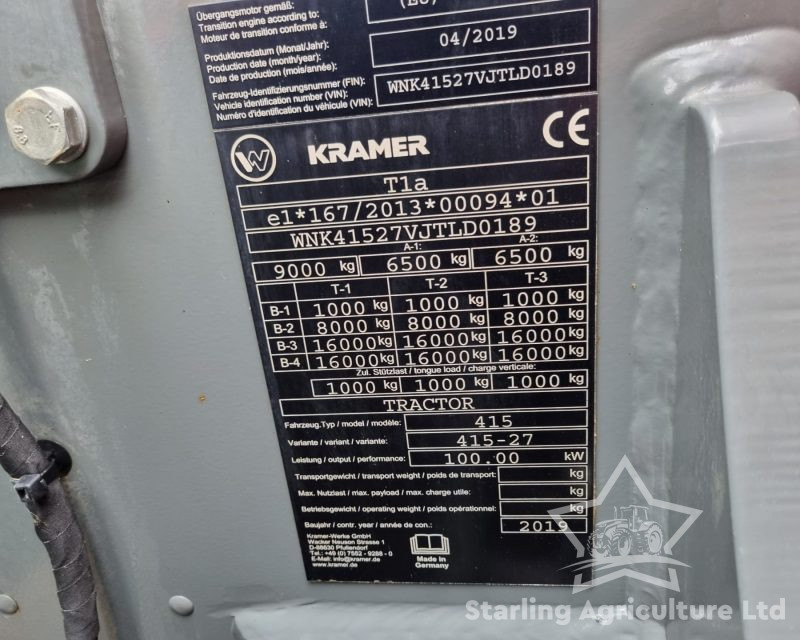 Übergangsmotor gemäß:
Transition engine according to:
Moteur de transition conforme à:
04/2019
Produktionsdatum (Monat/Jahr):
Production date (month/year):
Date de production (mois/année):
WNK41527VJTLD0189
Fahrzeug-Identifizierungsnummer (FIN):
Vehicle identification number (VIN):
Numéro d'identification du véhicule (VIN):
KRAMER CE
T1a
e1*167/2013*00094*01
WNK41527VJTLD0189
A-1: A-2:
9000 kg 6500 kg 6500 kg
T-1 T-2 T-3
B-1 1000 kg 1000 kg 1000 kg
B-2 8000 kg 8000 kg 8000 kg
B-3 16000 kg 16000 kg 16000 kg
B-4 16000 kg 16000 kg 16000 kg
Zul. Stützlast / tongue load / charge verticale:
1000 kg 1000 kg 1000 kg
TRACTOR
Fahrzeug.Typ / model / modèle: 415
Variante / variant / variante: 415-27
Leistung / output / performance: 100.00 kW
Transportgewicht / transport weight / poids de transport: kg
Max. Nutzlast / max. payload / max. charge utile: kg
Betriebsgewicht / operating weight / poids opérationnel: kg
Baujahr / contr. year / année de con.: 2019
Kramer-Werke GmbH
Wacker Neuson Strasse 1
D-88630 Pfullendorf
Tel.: +49 (0) 7552 - 9288 - 0
E-Mail: info@kramer.de
www.kramer.de
Made in
Germany
Starling Agriculture Ltd